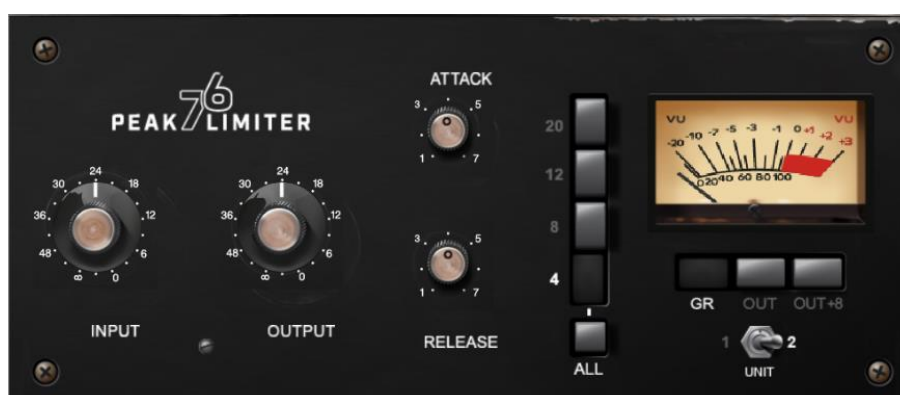 76
PEAK LIMITER
ATTACK
3 5
1 7
24
30 18
36 12
48 6
∞ 0
INPUT
24
30 18
36 12
48 6
∞ 0
OUTPUT
3 5
1 7
RELEASE
20
12
8
4
ALL
VU VU
-20 -10 -7 -5 -3 -1 0 +1 +2 +3
0 20 40 60 80 100
GR OUT OUT+8
1 2
UNIT